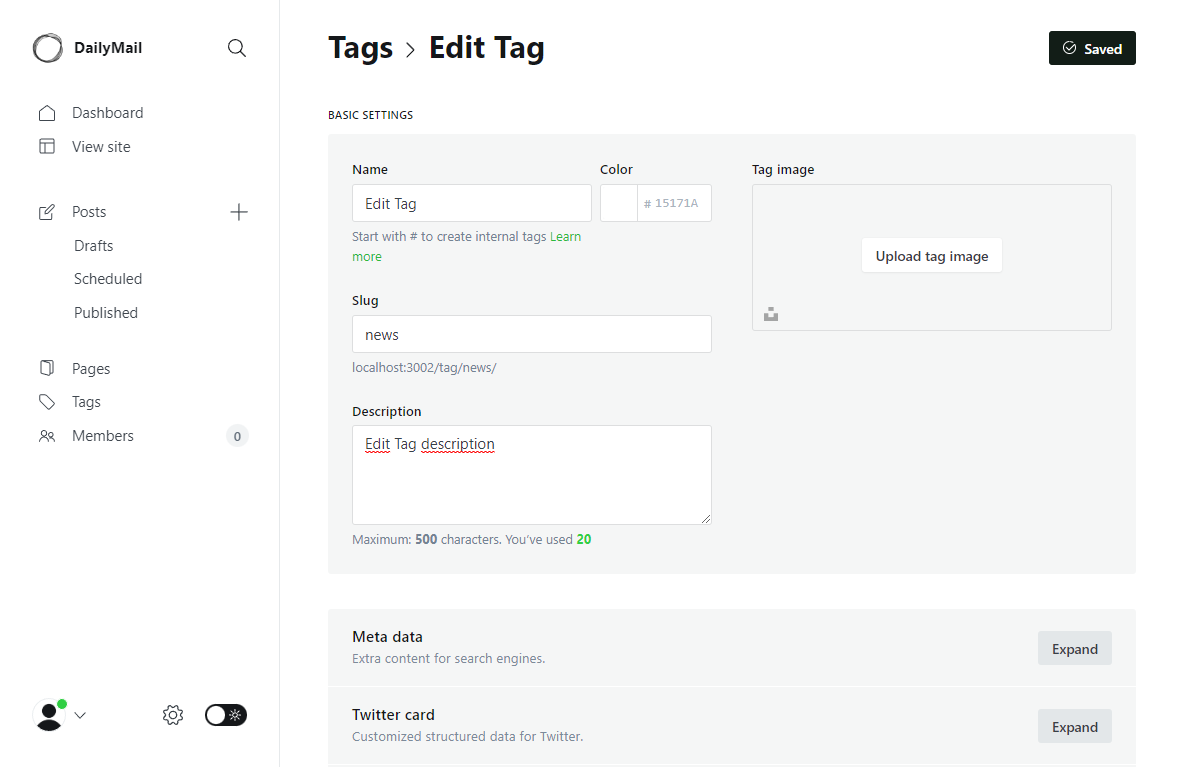 DailyMail
Dashboard
View site
Posts
Drafts
Scheduled
Published
Pages
Tags
Members
0
Tags > Edit Tag
Saved
BASIC SETTINGS
Name
Edit Tag
Start with # to create internal tags Learn
more
Color
# 15171A
Slug
news
localhost:3002/tag/news/
Description
Edit Tag description
Maximum: 500 characters. You’ve used 20
Tag image
Upload tag image
Meta data
Extra content for search engines.
Expand
Twitter card
Customized structured data for Twitter.
Expand